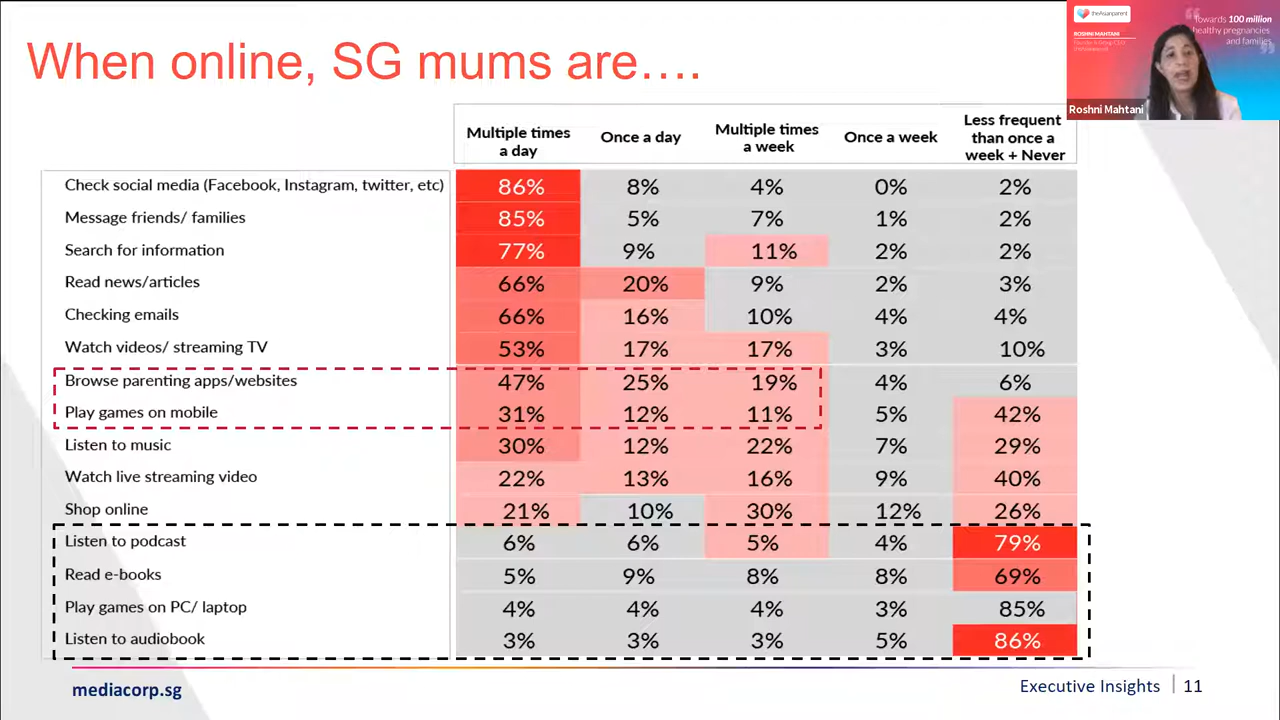 When online, SG mums are….
theAsianparent
ROSHNI MAHTANI
Founder & Group CEO
theAsianparent
“Towards 100 million
healthy pregnancies
and families”
Roshni Mahtani
Multiple times a day Once a day Multiple times a week Once a week Less frequent than once a week + Never
Check social media (Facebook, Instagram, twitter, etc) 86% 8% 4% 0% 2%
Message friends/ families 85% 5% 7% 1% 2%
Search for information 77% 9% 11% 2% 2%
Read news/articles 66% 20% 9% 2% 3%
Checking emails 66% 16% 10% 4% 4%
Watch videos/ streaming TV 53% 17% 17% 3% 10%
Browse parenting apps/websites 47% 25% 19% 4% 6%
Play games on mobile 31% 12% 11% 5% 42%
Listen to music 30% 12% 22% 7% 29%
Watch live streaming video 22% 13% 16% 9% 40%
Shop online 21% 10% 30% 12% 26%
Listen to podcast 6% 6% 5% 4% 79%
Read e-books 5% 9% 8% 8% 69%
Play games on PC/ laptop 4% 4% 4% 3% 85%
Listen to audiobook 3% 3% 3% 5% 86%
mediacorp.sg
Executive Insights | 11